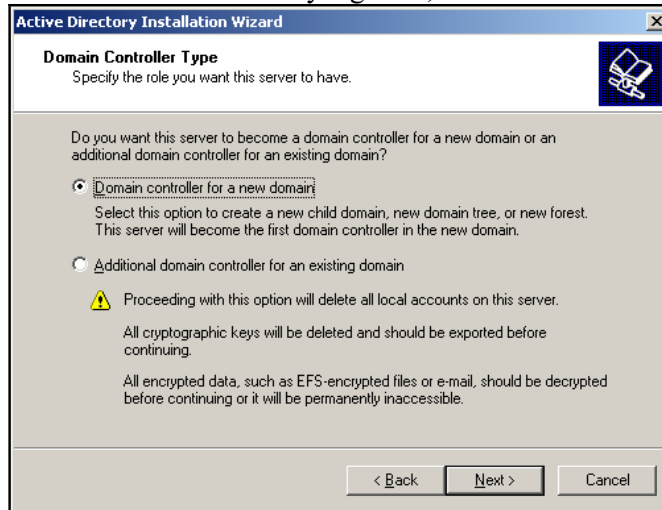 Active Directory Installation Wizard
Domain Controller Type
Specify the role you want this server to have.
Do you want this server to become a domain controller for a new domain or an
additional domain controller for an existing domain?
Domain controller for a new domain
Select this option to create a new child domain, new domain tree, or new forest.
This server will become the first domain controller in the new domain.
Additional domain controller for an existing domain
Proceeding with this option will delete all local accounts on this server.
All cryptographic keys will be deleted and should be exported before
continuing.
All encrypted data, such as EFS-encrypted files or e-mail, should be decrypted
before continuing or it will be permanently inaccessible.
< Back Next > Cancel